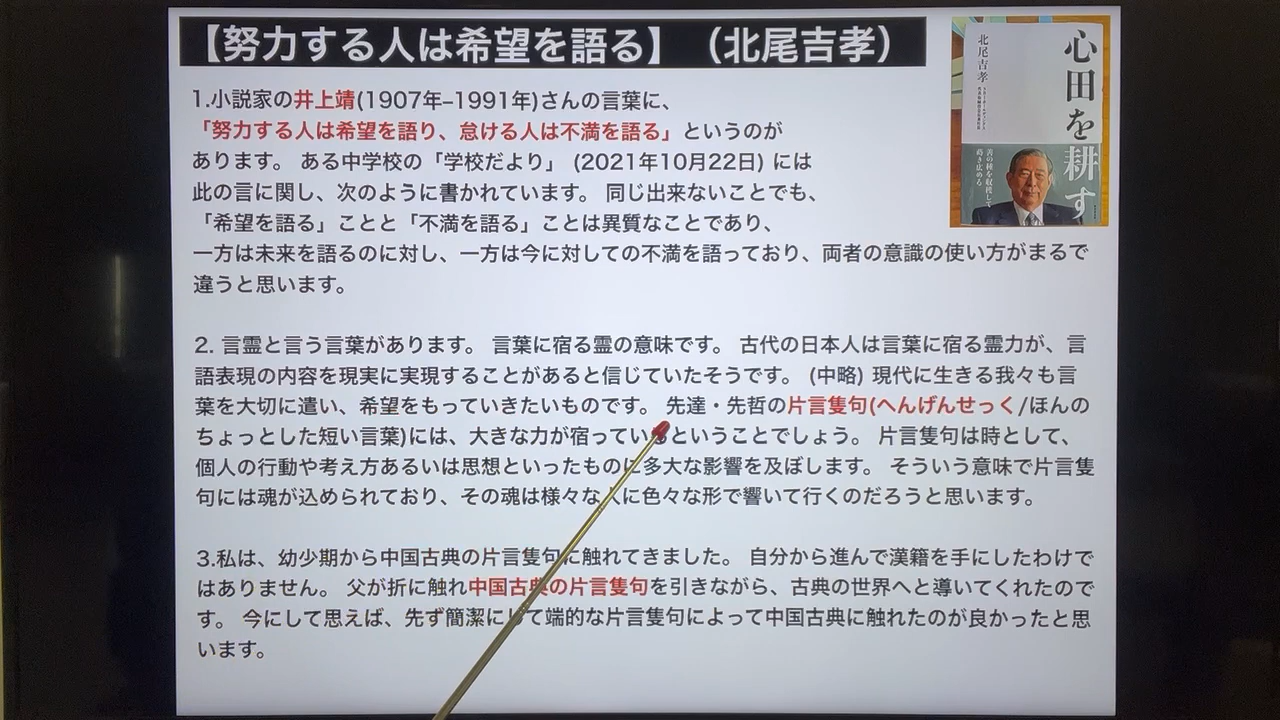 【努力する人は希望を語る】（北尾吉孝）
1.小説家の井上靖(1907年–1991年)さんの言葉に、
「努力する人は希望を語り、怠ける人は不満を語る」というのが
あります。 ある中学校の「学校だより」 (2021年10月22日) には
此の言に関し、次のように書かれています。 同じ出来ないことでも、
「希望を語る」ことと「不満を語る」ことは異質なことであり、
一方は未来を語るのに対し、一方は今に対しての不満を語っており、両者の意識の使い方がまるで
違うと思います。
2. 言霊と言う言葉があります。 言葉に宿る霊の意味です。 古代の日本人は言葉に宿る霊力が、言
語表現の内容を現実に実現することがあると信じていたそうです。 (中略) 現代に生きる我々も言
葉を大切に遣い、希望をもっていきたいものです。 先達・先哲の片言隻句(へんげんせっく/ほんの
ちょっとした短い言葉)には、大きな力が宿っているということでしょう。 片言隻句は時として、
個人の行動や考え方あるいは思想といったものに多大な影響を及ぼします。 そういう意味で片言隻
句には魂が込められており、その魂は様々な人に色々な形で響いて行くのだろうと思います。
3.私は、幼少期から中国古典の片言隻句に触れてきました。 自分から進んで漢籍を手にしたわけで
はありません。 父が折に触れ中国古典の片言隻句を引きながら、古典の世界へと導いてくれたので
す。 今にして思えば、先ず簡潔にして端的な片言隻句によって中国古典に触れたのが良かったと思
います。
心田を耕す
北尾吉孝
善の種を収穫して
蒔き広める